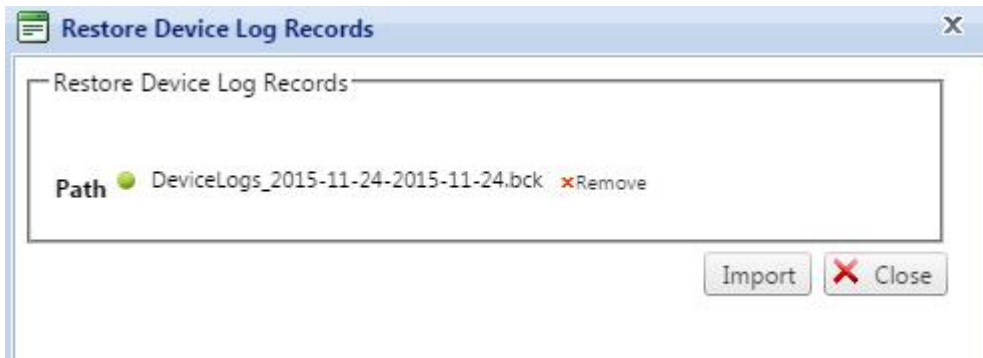 Restore Device Log Records
Restore Device Log Records
Path DeviceLogs_2015-11-24-2015-11-24.bck Remove
Import Close